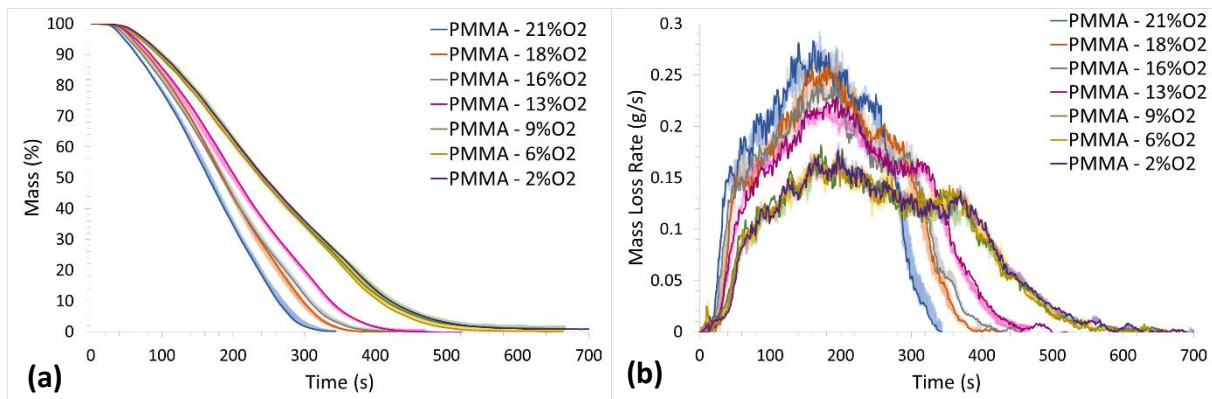 100
90
80
70
60
50
40
30
20
10
0
Mass (%)
PMMA - 21%O2
PMMA - 18%O2
PMMA - 16%O2
PMMA - 13%O2
PMMA - 9%O2
PMMA - 6%O2
PMMA - 2%O2
0 100 200 300 400 500 600 700
Time (s)
(a)
0.3
0.25
0.2
0.15
0.1
0.05
0
Mass Loss Rate (g/s)
PMMA - 21%O2
PMMA - 18%O2
PMMA - 16%O2
PMMA - 13%O2
PMMA - 9%O2
PMMA - 6%O2
PMMA - 2%O2
0 100 200 300 400 500 600 700
Time (s)
(b)